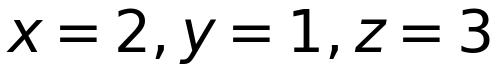 x = 2, y = 1, z = 3